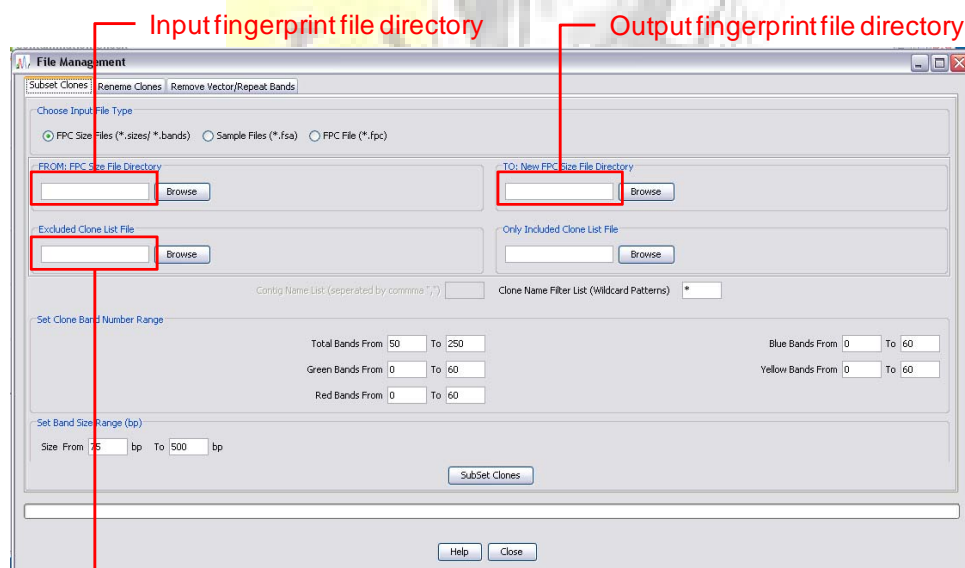 Input fingerprint file directory
Output fingerprint file directory
File Management
Subset Clones Reneme Clones Remove Vector/Repeat Bands
Choose Input File Type
FPC Size Files (*.sizes/ *.bands) Sample Files (*.fsa) FPC File (*.fpc)
FROM: FPC Size File Directory
TO: New FPC Size File Directory
Browse
Browse
Excluded Clone List File
Only Included Clone List File
Browse
Browse
Contig Name List (seperated by commma ",")
Clone Name Filter List (Wildcard Patterns) *
Set Clone Band Number Range
Total Bands From 50 To 250
Blue Bands From 0 To 60
Green Bands From 0 To 60
Yellow Bands From 0 To 60
Red Bands From 0 To 60
Set Band Size Range (bp)
Size From 75 bp To 500 bp
SubSet Clones
Help Close